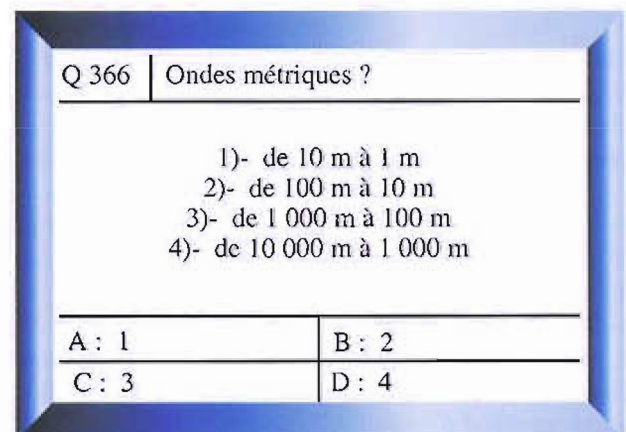 Q 366 Ondes métriques ?
1)- de 10 m à 1 m
2)- de 100 m à 10 m
3)- de 1 000 m à 100 m
4)- de 10 000 m à 1 000 m
A : 1 B : 2
C : 3 D : 4